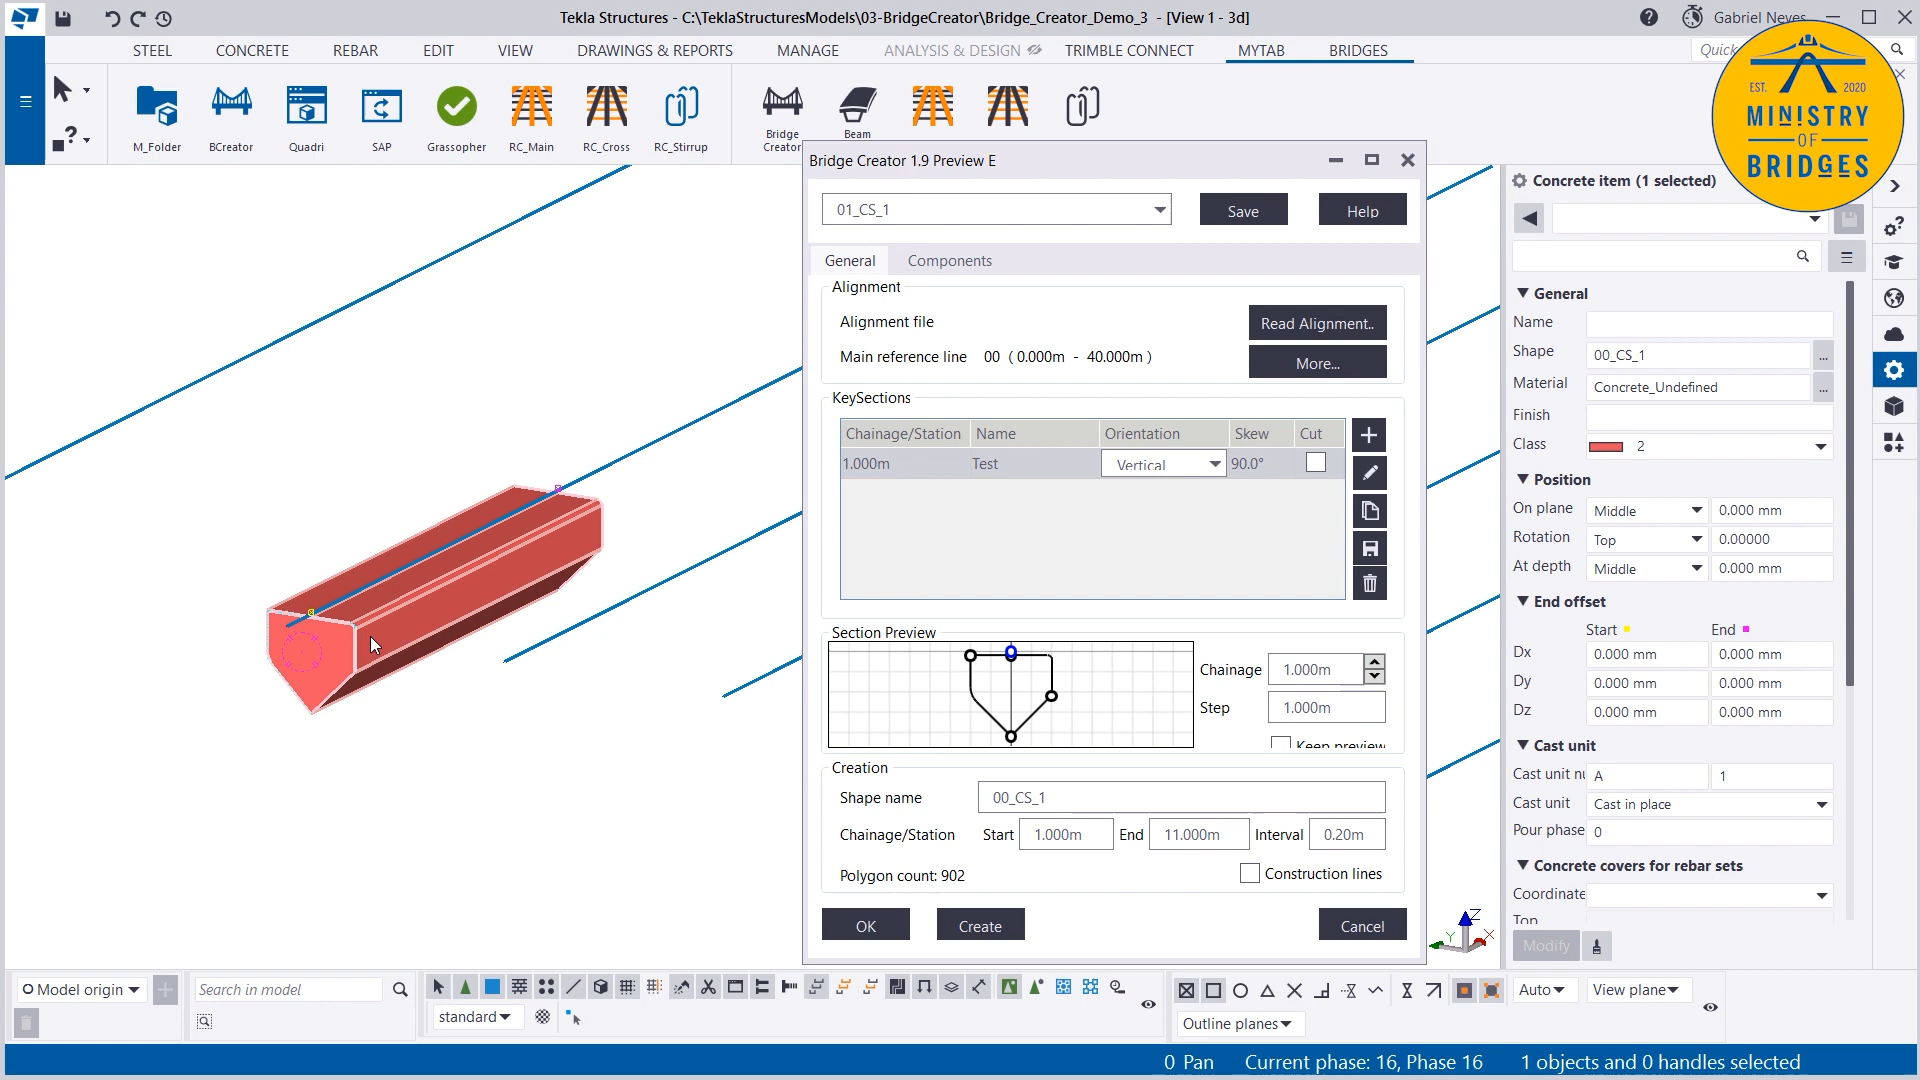 Tekla Structures - C:\TeklaStructuresModels\03-BridgeCreator\Bridge_Creator_Demo_3 - [View 1 - 3d]
Gabriel Neves
STEEL CONCRETE REBAR EDIT VIEW DRAWINGS & REPORTS MANAGE ANALYSIS & DESIGN TRIMBLE CONNECT MYTAB BRIDGES
Quick
M_Folder BCreator Quadri SAP Grassopher RC_Main RC_Cross RC_Stirrup
Bridge Creator
Beam
EST. 2020
MINISTRY
OF
BRIDGES
Bridge Creator 1.9 Preview E
01_CS_1 Save Help
General Components
Alignment
Alignment file Read Alignment..
Main reference line 00 ( 0.000m - 40.000m ) More...
KeySections
Chainage/Station Name Orientation Skew Cut
1.000m Test Vertical 90.0°
Section Preview
Chainage 1.000m
Step 1.000m
Keep preview
Creation
Shape name 00_CS_1
Chainage/Station Start 1.000m End 11.000m Interval 0.20m
Polygon count: 902 Construction lines
OK Create Cancel
Concrete item (1 selected)
General
Name
Shape 00_CS_1 ...
Material Concrete_Undefined ...
Finish
Class 2
Position
On plane Middle 0.000 mm
Rotation Top 0.00000
At depth Middle 0.000 mm
End offset
Start End
Dx 0.000 mm 0.000 mm
Dy 0.000 mm 0.000 mm
Dz 0.000 mm 0.000 mm
Cast unit
Cast unit nu A 1
Cast unit Cast in place
Pour phase 0
Concrete covers for rebar sets
Coordinate
Top
Modify
Z
Y X
Model origin
Search in model
standard
Auto View plane
Outline planes
0 Pan Current phase: 16, Phase 16 1 objects and 0 handles selected